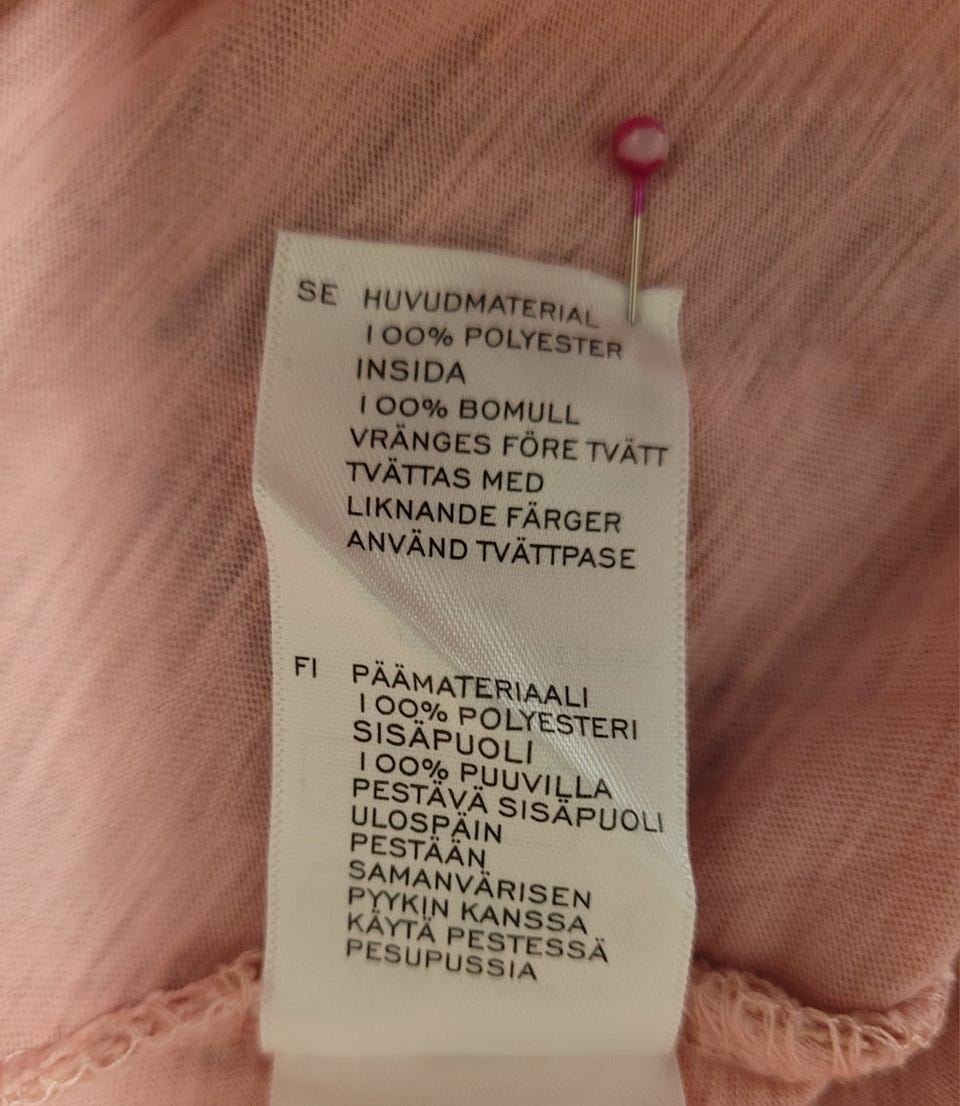 SE HUVUDMATERIAL
100% POLYESTER
INSIDA
100% BOMULL
VRÄNGES FÖRE TVÄTT
TVÄTTAS MED
LIKNANDE FÄRGER
ANVÄND TVÄTTPASE
FI PÄÄMATERIAALI
100% POLYESTERI
SISÄPUOLI
100% PUUVILLA
PESTÄVÄ SISÄPUOLI
ULOSPÄIN
PESTÄÄN
SAMANVÄRISEN
PYYKIN KANSSA
KÄYTÄ PESTESSÄ
PESUPUSSIA